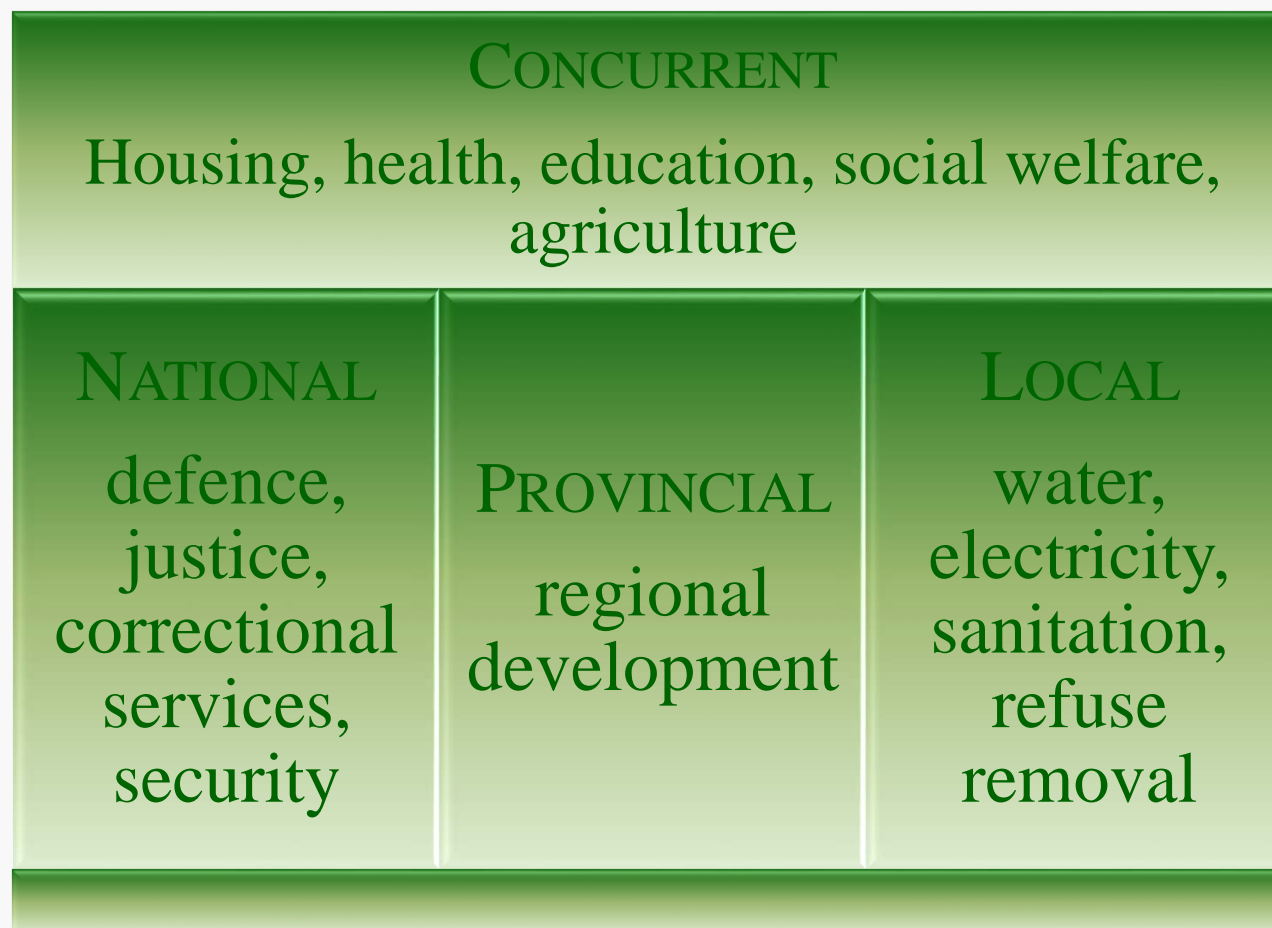 CONCURRENT
Housing, health, education, social welfare,
agriculture
NATIONAL
defence,
justice,
correctional
services,
security
PROVINCIAL
regional
development
LOCAL
water,
electricity,
sanitation,
refuse
removal